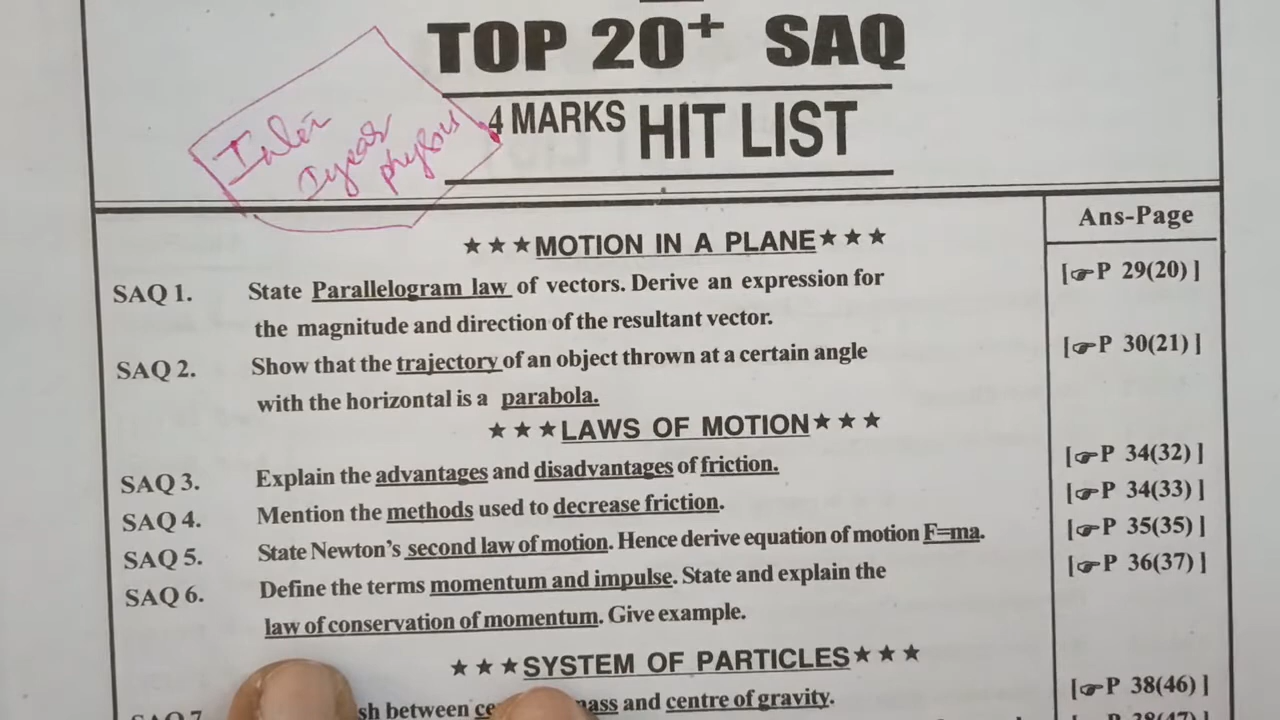 TOP 20+ SAQ
4 MARKS HIT LIST
Inter
I year
physics
Ans-Page
★★★MOTION IN A PLANE★★★
SAQ 1. State Parallelogram law of vectors. Derive an expression for [☞P 29(20)]
the magnitude and direction of the resultant vector.
SAQ 2. Show that the trajectory of an object thrown at a certain angle [☞P 30(21)]
with the horizontal is a parabola.
★★★LAWS OF MOTION★★★
SAQ 3. Explain the advantages and disadvantages of friction. [☞P 34(32)]
SAQ 4. Mention the methods used to decrease friction. [☞P 34(33)]
SAQ 5. State Newton's second law of motion. Hence derive equation of motion F=ma. [☞P 35(35)]
SAQ 6. Define the terms momentum and impulse. State and explain the [☞P 36(37)]
law of conservation of momentum. Give example.
★★★SYSTEM OF PARTICLES★★★
SAQ 7 between and centre of gravity. [☞P 38(46)]